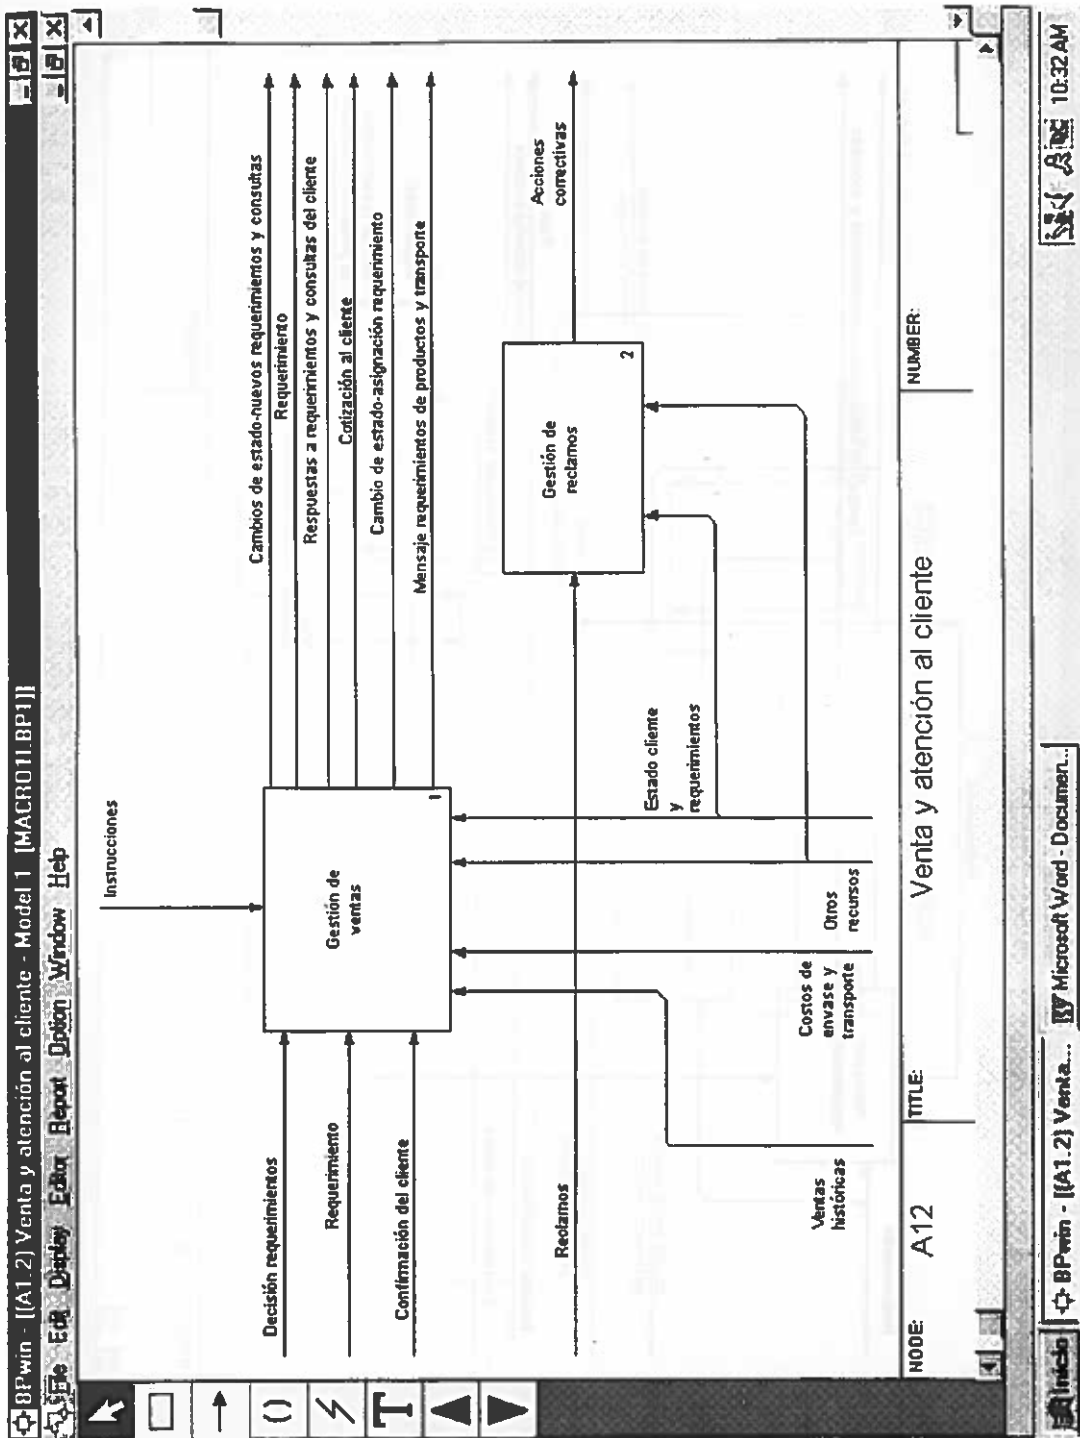 BPwin - [(A1.2) Venta y atención al cliente - Model 1 [MACRO11.BP1]]
File Edit Display Editor Report Option Window Help
Instrucciones
Cambios de estado-nuevos requerimientos y consultas
Requerimiento
Respuestas a requerimientos y consultas del cliente
Cotización al cliente
Cambio de estado-asignación requerimiento
Mensaje requerimientos de productos y transporte
Decisión requerimientos
Requerimiento
Confirmación del cliente
Gestión de
ventas
1
Reclamos
Gestión de
reclamos
2
Acciones
correctivas
Estado cliente
y
requerimientos
Ventas
históricas
Costos de
envase y
transporte
Otros
recursos
NODE:
A12
TITLE:
Venta y atención al cliente
NUMBER:
Inicio
BPwin - [(A1.2) Venta...
Microsoft Word - Documen...
10:32 AM